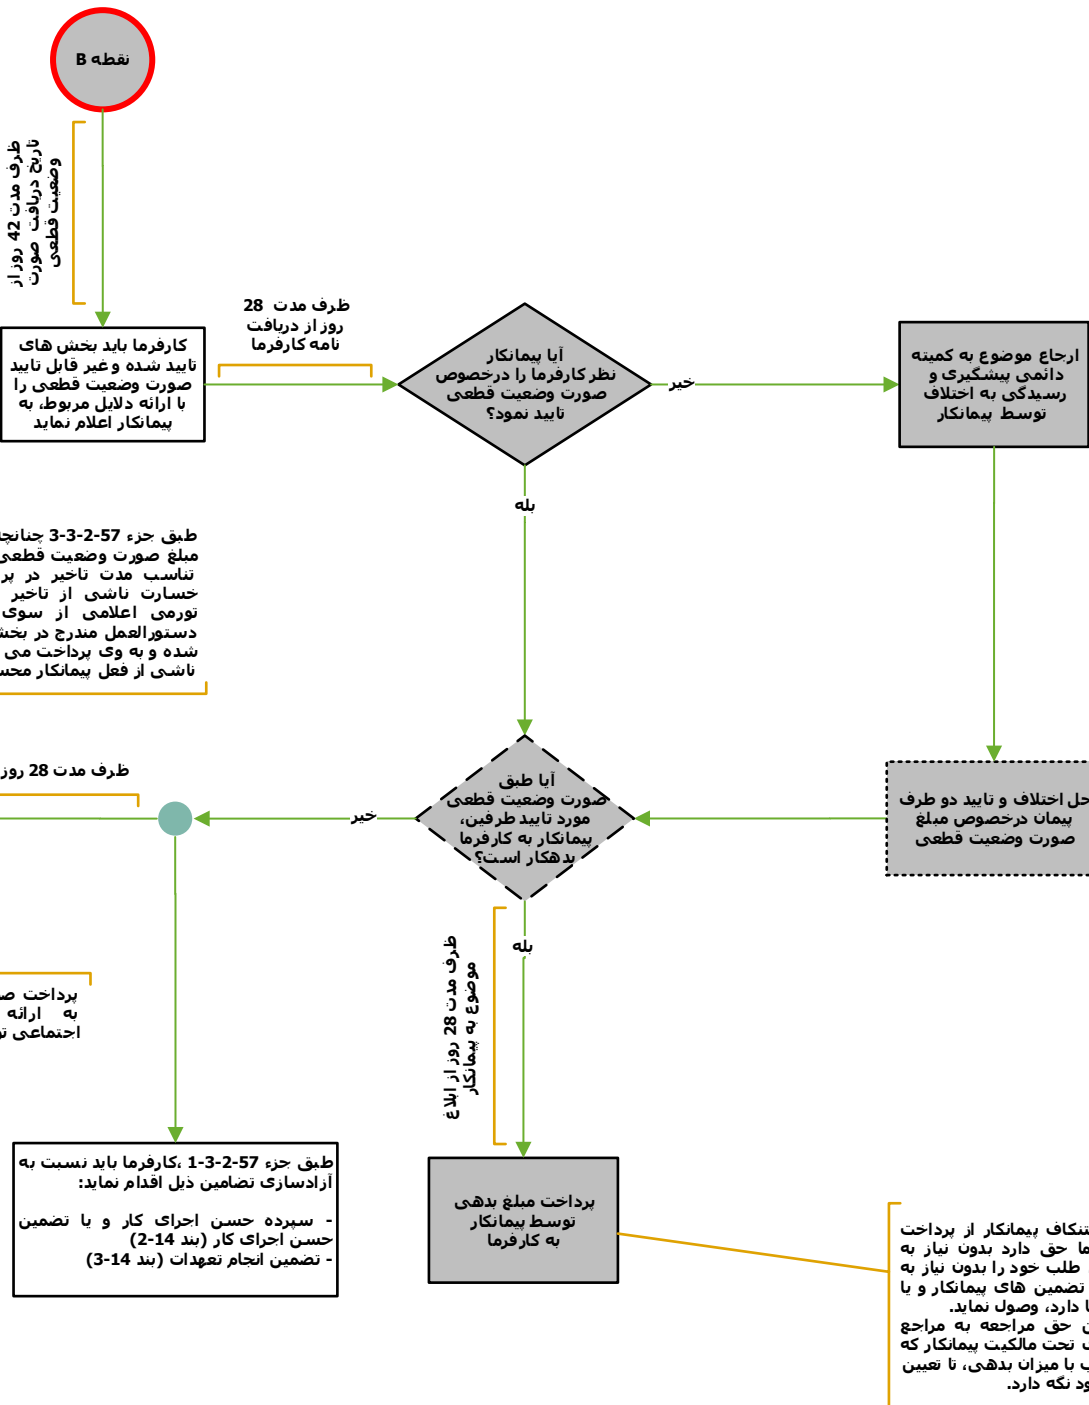 نقطه B
ظرف مدت 42 روز از
تاریخ دریافت صورت
وضعیت قطعی
کارفرما باید بخش های
تایید شده و غیر قابل تایید
صورت وضعیت قطعی را
با ارائه دلایل مربوط، به
پیمانکار اعلام نماید
ظرف مدت 28
روز از دریافت
نامه کارفرما
آیا پیمانکار
نظر کارفرما را درخصوص
صورت وضعیت قطعی
تایید نمود؟
خیر
ارجاع موضوع به کمیته
دائمی پیشگیری و
رسیدگی به اختلاف
توسط پیمانکار
بله
طبق جزء 57-2-3-3 چنانچه
مبلغ صورت وضعیت قطعی
تناسب مدت تاخیر در پر
خسارت ناشی از تاخیر
تورمی اعلامی از سوی
دستورالعمل مندرج در بخش
شده و به وی پرداخت می
ناشی از فعل پیمانکار محس
ظرف مدت 28 روز
خیر
آیا طبق
صورت وضعیت قطعی
مورد تایید طرفین،
پیمانکار به کارفرما
بدهکار است؟
حل اختلاف و تایید دو طرف
پیمان درخصوص مبلغ
صورت وضعیت قطعی
بله
ظرف مدت 28 روز از ابلاغ
موضوع به پیمانکار
پرداخت ص
به ارائه
اجتماعی تو
طبق جزء 57-2-3-1 ،کارفرما باید نسبت به
آزادسازی تضامین ذیل اقدام نماید:
- سپرده حسن اجرای کار و یا تضمین
حسن اجرای کار (بند 14-2)
- تضمین انجام تعهدات (بند 14-3)
پرداخت مبلغ بدهی
توسط پیمانکار
به کارفرما
ستنکاف پیمانکار از پرداخت
ما حق دارد بدون نیاز به
طلب خود را بدون نیاز به
تضمین های پیمانکار و یا
ا دارد، وصول نماید.
ن حق مراجعه به مراجع
ت تحت مالکیت پیمانکار که
ب با میزان بدهی، تا تعیین
ود نگه دارد.